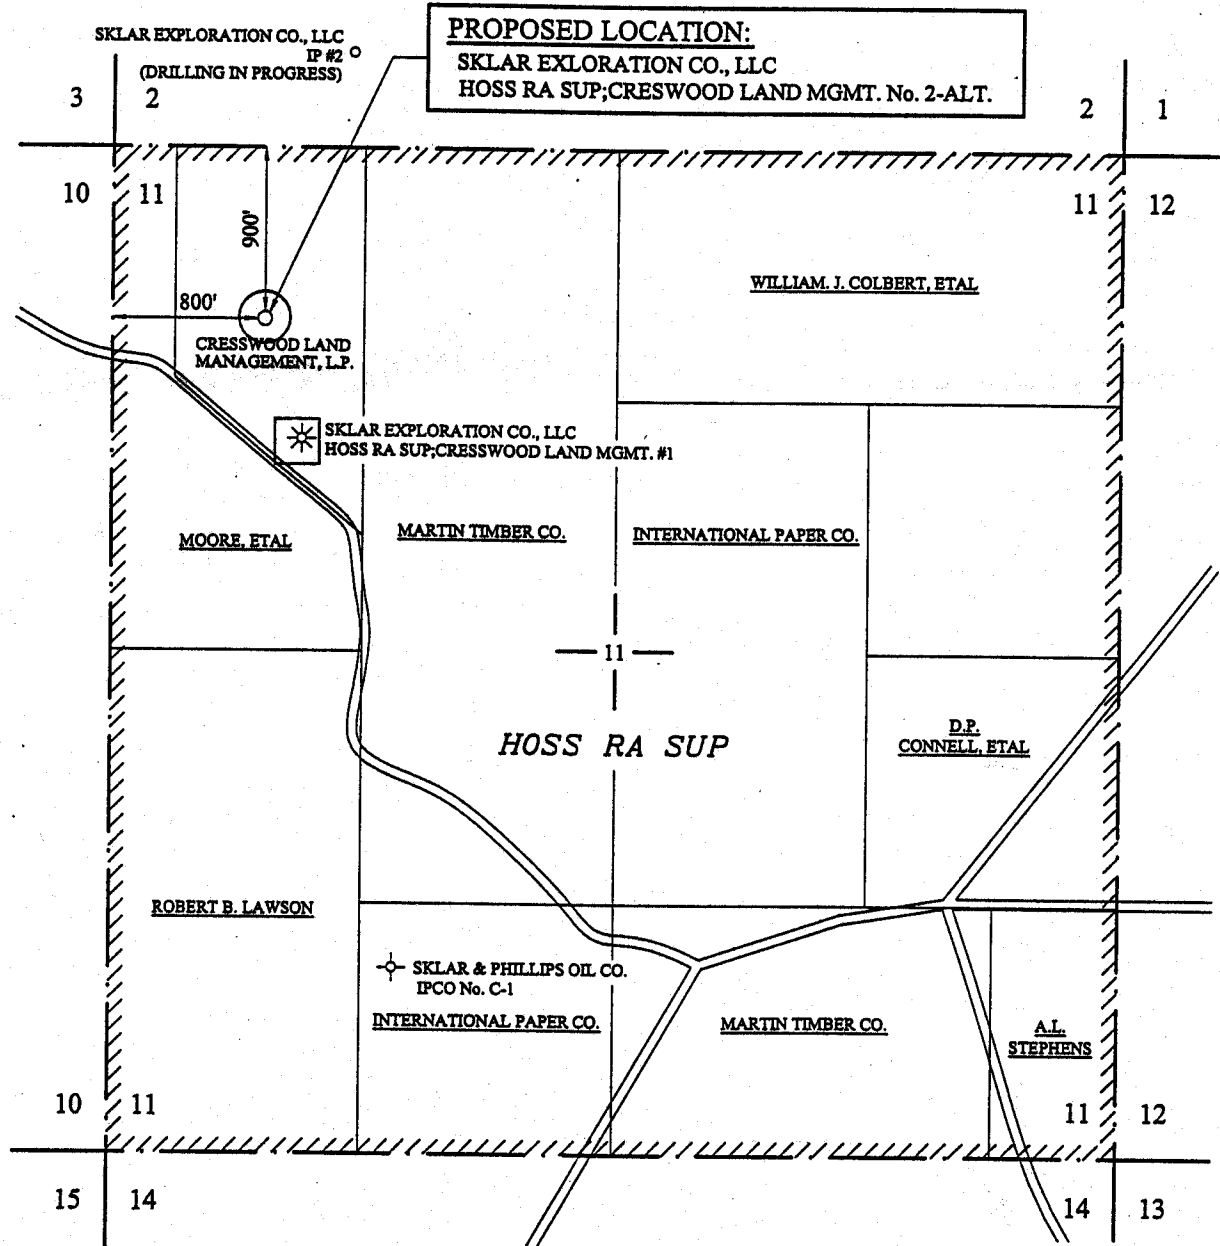 SKLAR EXPLORATION CO., LLC
IP #2
(DRILLING IN PROGRESS)
PROPOSED LOCATION:
SKLAR EXLORATION CO., LLC
HOSS RA SUP;CRESWOOD LAND MGMT. No. 2-ALT.
3 2
2 1
10 11
11 12
900'
800'
WILLIAM. J. COLBERT, ETAL
CRESSWOOD LAND
MANAGEMENT, L.P.
SKLAR EXPLORATION CO., LLC
HOSS RA SUP;CRESSWOOD LAND MGMT. #1
MOORE, ETAL
MARTIN TIMBER CO.
INTERNATIONAL PAPER CO.
11
HOSS RA SUP
D.P.
CONNELL, ETAL
ROBERT B. LAWSON
SKLAR & PHILLIPS OIL CO.
IPCO No. C-1
INTERNATIONAL PAPER CO.
MARTIN TIMBER CO.
A.L.
STEPHENS
10 11
11 12
15 14
14 13